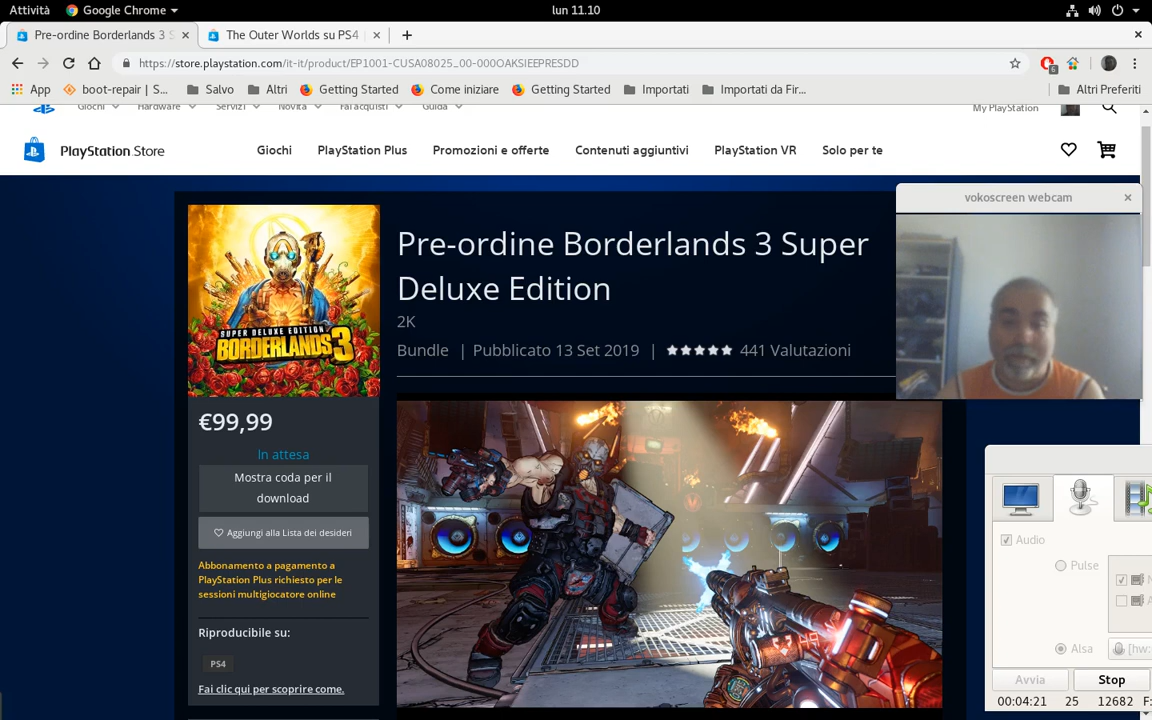 Attività
Google Chrome
lun 11.10
Pre-ordine Borderlands 3 S
The Outer Worlds su PS4
https://store.playstation.com/it-it/product/EP1001-CUSA08025_00-000OAKSIEEPRESDD
6
App
boot-repair | S...
Salvo
Altri
Getting Started
Come iniziare
Getting Started
Importati
Importati da Fir...
Altri Preferiti
Giochi
Hardware
Servizi
Novità
Fai acquisti
Guida
My PlayStation
PlayStation Store
Giochi
PlayStation Plus
Promozioni e offerte
Contenuti aggiuntivi
PlayStation VR
Solo per te
vokoscreen webcam
SUPER DELUXE EDITION
BORDERLANDS 3
Pre-ordine Borderlands 3 Super
Deluxe Edition
2K
Bundle | Pubblicato 13 Set 2019 | 441 Valutazioni
€99,99
In attesa
Mostra coda per il
download
Aggiungi alla Lista dei desideri
Abbonamento a pagamento a
PlayStation Plus richiesto per le
sessioni multigiocatore online
Riproducibile su:
PS4
Fai clic qui per scoprire come.
Audio
Pulse
Alsa
[hw:
Avvia
Stop
00:04:21
25
12682
F: